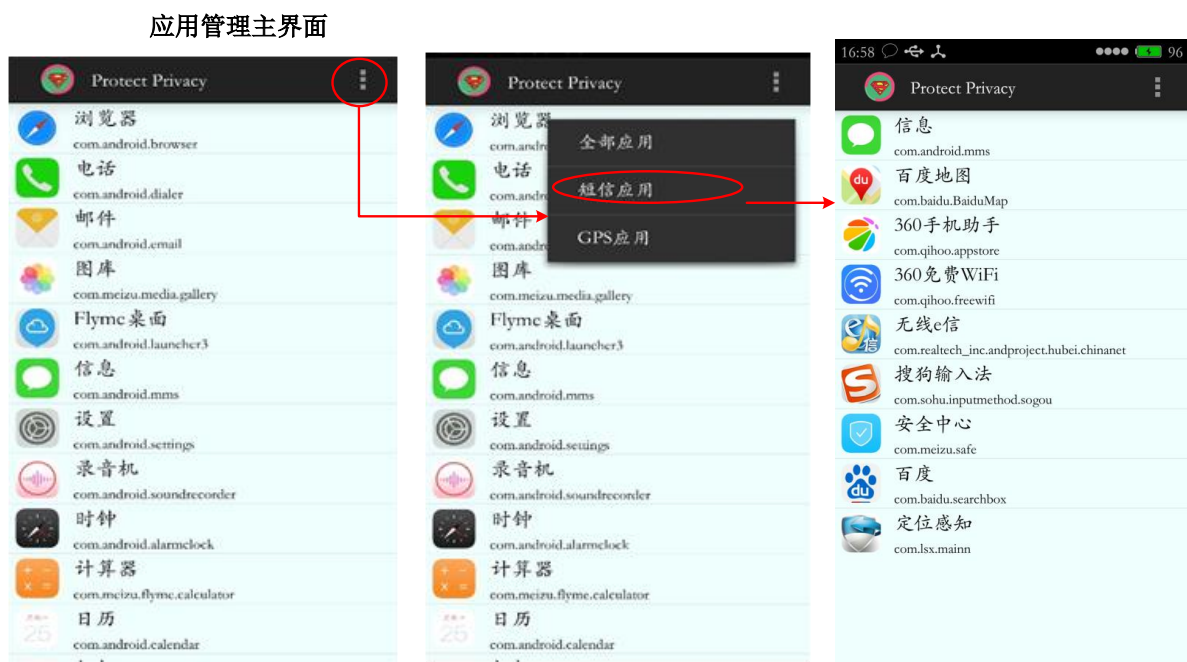 应用管理主界面
Protect Privacy
浏览器
com.android.browser
电话
com.android.dialer
邮件
com.android.email
图库
com.meizu.media.gallery
Flyme桌面
com.android.launcher3
信息
com.android.mms
设置
com.android.settings
录音机
com.android.soundrecorder
时钟
com.android.alarmclock
计算器
com.meizu.flyme.calculator
日历
com.android.calendar
Protect Privacy
浏览器
com.andr
电话
com.andr
邮件
com.andr
图库
com.meizu.media.gallery
Flyme桌面
com.android.launcher3
信息
com.android.mms
设置
com.android.settings
录音机
com.android.soundrecorder
时钟
com.android.alarmclock
计算器
com.meizu.flyme.calculator
日历
com.android.calendar
全部应用
短信应用
GPS应用
16:58 96
Protect Privacy
信息
com.android.mms
du
百度地图
com.baidu.BaiduMap
360手机助手
com.qihoo.appstore
360免费WiFi
com.qihoo.freewifi
无线e信
com.realtech_inc.andproject.hubei.chinanet
搜狗输入法
com.sohu.inputmethod.sogou
安全中心
com.meizu.safe
du
百度
com.baidu.searchbox
定位感知
com.lsx.mainn